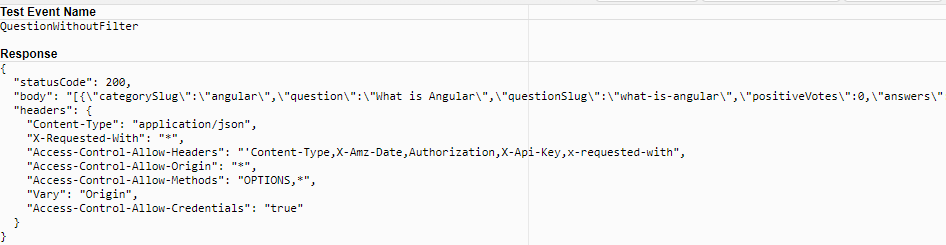 Test Event Name
QuestionWithoutFilter
Response
{
"statusCode": 200,
"body": "[{\"categorySlug\":\"angular\",\"question\":\"What is Angular\",\"questionSlug\":\"what-is-angular\",\"positiveVotes\":0,\"answers\"
"headers": {
"Content-Type": "application/json",
"X-Requested-With": "*",
"Access-Control-Allow-Headers": "'Content-Type,X-Amz-Date,Authorization,X-Api-Key,x-requested-with",
"Access-Control-Allow-Origin": "*",
"Access-Control-Allow-Methods": "OPTIONS,*",
"Vary": "Origin",
"Access-Control-Allow-Credentials": "true"
}
}